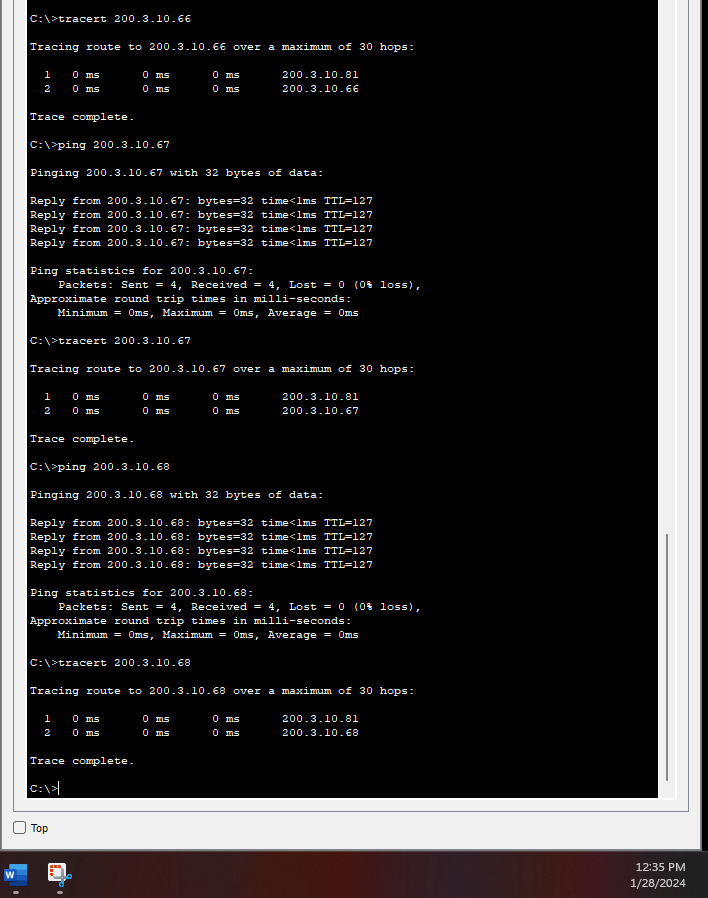 C:\>tracert 200.3.10.66
Tracing route to 200.3.10.66 over a maximum of 30 hops:
1 0 ms 0 ms 0 ms 200.3.10.81
2 0 ms 0 ms 0 ms 200.3.10.66
Trace complete.
C:\>ping 200.3.10.67
Pinging 200.3.10.67 with 32 bytes of data:
Reply from 200.3.10.67: bytes=32 time<1ms TTL=127
Reply from 200.3.10.67: bytes=32 time<1ms TTL=127
Reply from 200.3.10.67: bytes=32 time<1ms TTL=127
Reply from 200.3.10.67: bytes=32 time<1ms TTL=127
Ping statistics for 200.3.10.67:
Packets: Sent = 4, Received = 4, Lost = 0 (0% loss),
Approximate round trip times in milli-seconds:
Minimum = 0ms, Maximum = 0ms, Average = 0ms
C:\>tracert 200.3.10.67
Tracing route to 200.3.10.67 over a maximum of 30 hops:
1 0 ms 0 ms 0 ms 200.3.10.81
2 0 ms 0 ms 0 ms 200.3.10.67
Trace complete.
C:\>ping 200.3.10.68
Pinging 200.3.10.68 with 32 bytes of data:
Reply from 200.3.10.68: bytes=32 time<1ms TTL=127
Reply from 200.3.10.68: bytes=32 time<1ms TTL=127
Reply from 200.3.10.68: bytes=32 time<1ms TTL=127
Reply from 200.3.10.68: bytes=32 time<1ms TTL=127
Ping statistics for 200.3.10.68:
Packets: Sent = 4, Received = 4, Lost = 0 (0% loss),
Approximate round trip times in milli-seconds:
Minimum = 0ms, Maximum = 0ms, Average = 0ms
C:\>tracert 200.3.10.68
Tracing route to 200.3.10.68 over a maximum of 30 hops:
1 0 ms 0 ms 0 ms 200.3.10.81
2 0 ms 0 ms 0 ms 200.3.10.68
Trace complete.
C:\>
Top
W
12:35 PM
1/28/2024